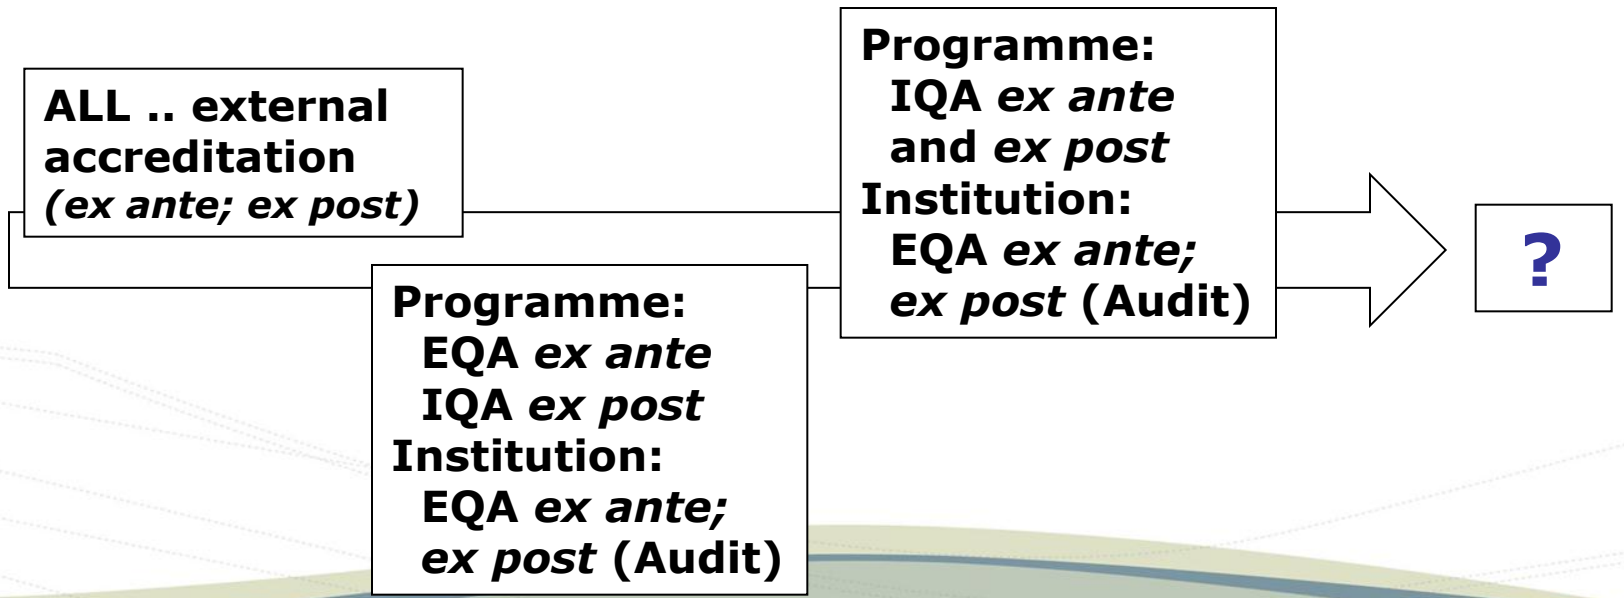 ALL .. external
accreditation
(ex ante; ex post)
Programme:
EQA ex ante
IQA ex post
Institution:
EQA ex ante;
ex post (Audit)
Programme:
IQA ex ante
and ex post
Institution:
EQA ex ante;
ex post (Audit)
?